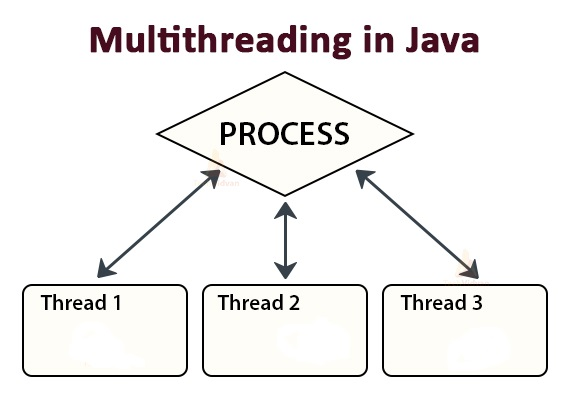 Multithreading in Java
PROCESS
Thread 1
Thread 2
Thread 3